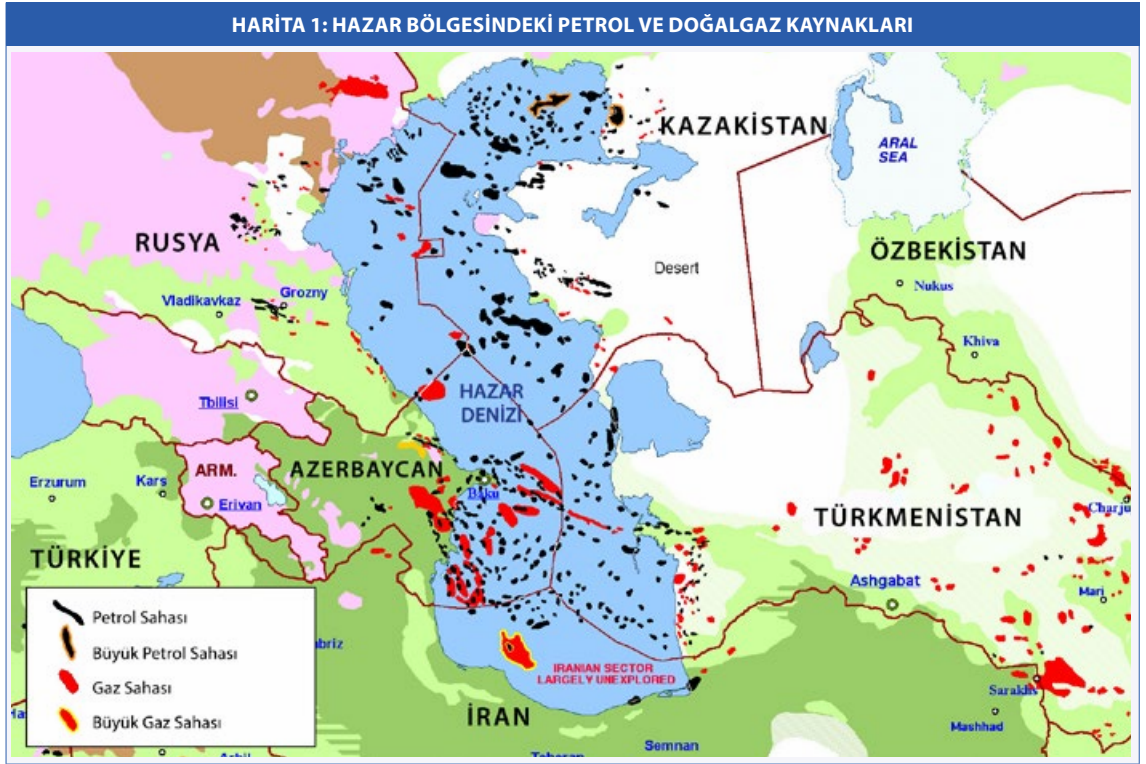 HARİTA 1: HAZAR BÖLGESİNDEKİ PETROL VE DOĞALGAZ KAYNAKLARI
KAZAKİSTAN
ARAL
SEA
RUSYA
ÖZBEKİSTAN
Desert
Nukus
Vladikavkaz
Grozny
Khiva
HAZAR
DENİZİ
Tbilisi
ARM.
AZERBAYCAN
Erzurum
Kars
Erivan
Baku
Charju
TÜRKMENİSTAN
TÜRKİYE
Ashgabat
Mari
Petrol Sahası
Büyük Petrol Sahası
Gaz Sahası
Büyük Gaz Sahası
briz
IRANIAN SECTOR
LARGELY UNEXPLORED
Sarakhs
İRAN
Mashhad
Semnan